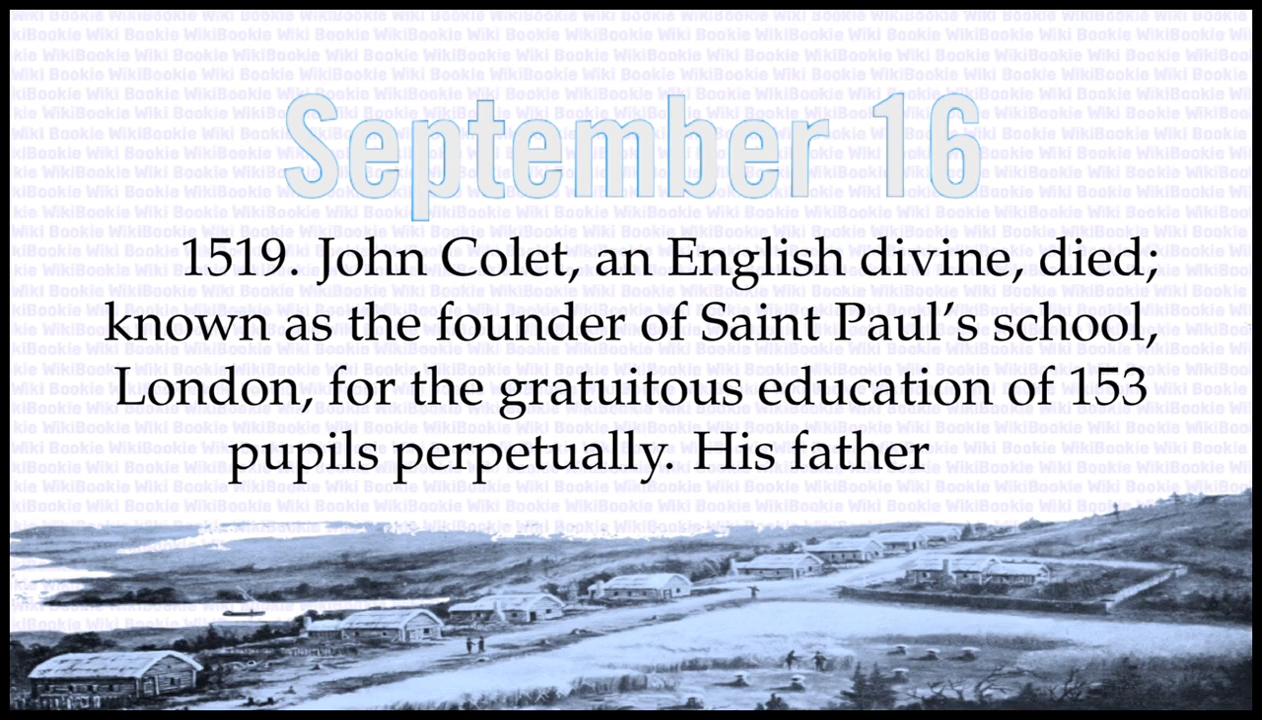 September 16
1519. John Colet, an English divine, died;
known as the founder of Saint Paul's school,
London, for the gratuitous education of 153
pupils perpetually. His father